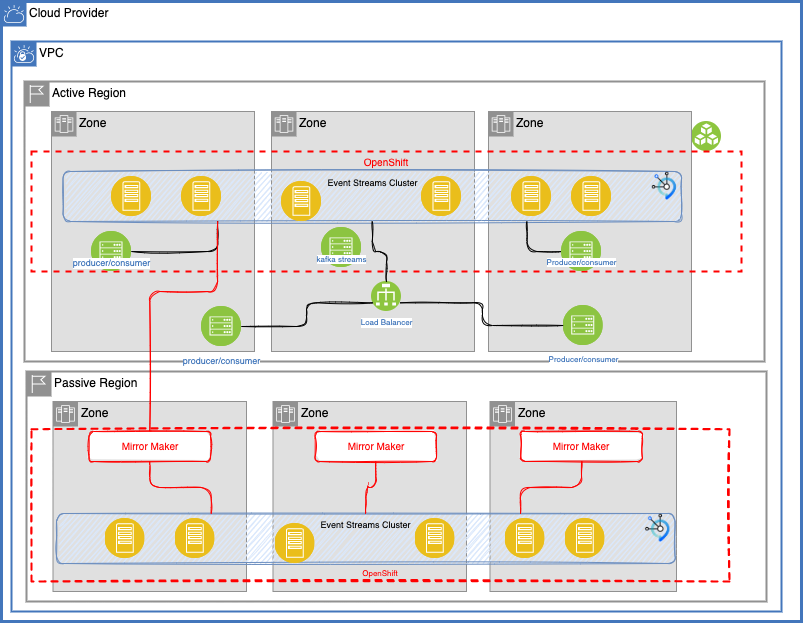 Cloud Provider
VPC
Active Region
Zone
Zone
Zone
OpenShift
Event Streams Cluster
producer/consumer
kafka streams
Producer/consumer
Load Balancer
producer/consumer
Producer/consumer
Passive Region
Zone
Zone
Zone
Mirror Maker
Mirror Maker
Mirror Maker
Event Streams Cluster
OpenShift